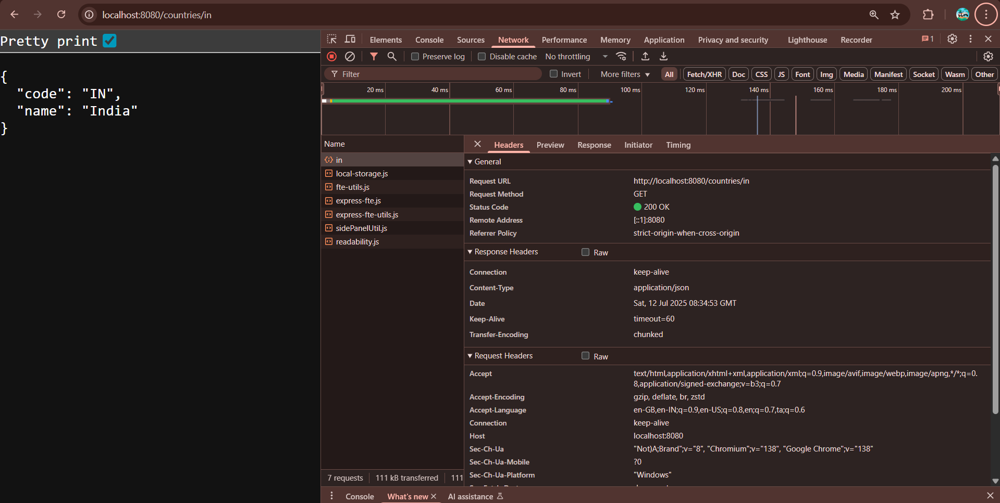 localhost:8080/countries/in
Pretty print
{
"code": "IN",
"name": "India"
}
Elements Console Sources Network Performance Memory Application Privacy and security Lighthouse Recorder 1
Preserve log Disable cache No throttling
Filter Invert More filters All Fetch/XHR Doc CSS JS Font Img Media Manifest Socket Wasm Other
20 ms 40 ms 60 ms 80 ms 100 ms 120 ms 140 ms 160 ms 180 ms 200 ms
Name
in
local-storage.js
fte-utils.js
express-fte.js
express-fte-utils.js
sidePanelUtil.js
readability.js
7 requests 111 kB transferred 111
Headers Preview Response Initiator Timing
General
Request URL http://localhost:8080/countries/in
Request Method GET
Status Code 200 OK
Remote Address [::1]:8080
Referrer Policy strict-origin-when-cross-origin
Response Headers Raw
Connection keep-alive
Content-Type application/json
Date Sat, 12 Jul 2025 08:34:53 GMT
Keep-Alive timeout=60
Transfer-Encoding chunked
Request Headers Raw
Accept text/html,application/xhtml+xml,application/xml;q=0.9,image/avif,image/webp,image/apng,*/*;q=0.
8,application/signed-exchange;v=b3;q=0.7
Accept-Encoding gzip, deflate, br, zstd
Accept-Language en-GB,en-IN;q=0.9,en-US;q=0.8,en;q=0.7,ta;q=0.6
Connection keep-alive
Host localhost:8080
Sec-Ch-Ua "Not)A;Brand";v="8", "Chromium";v="138", "Google Chrome";v="138"
Sec-Ch-Ua-Mobile ?0
Sec-Ch-Ua-Platform "Windows"
Console What's new AI assistance